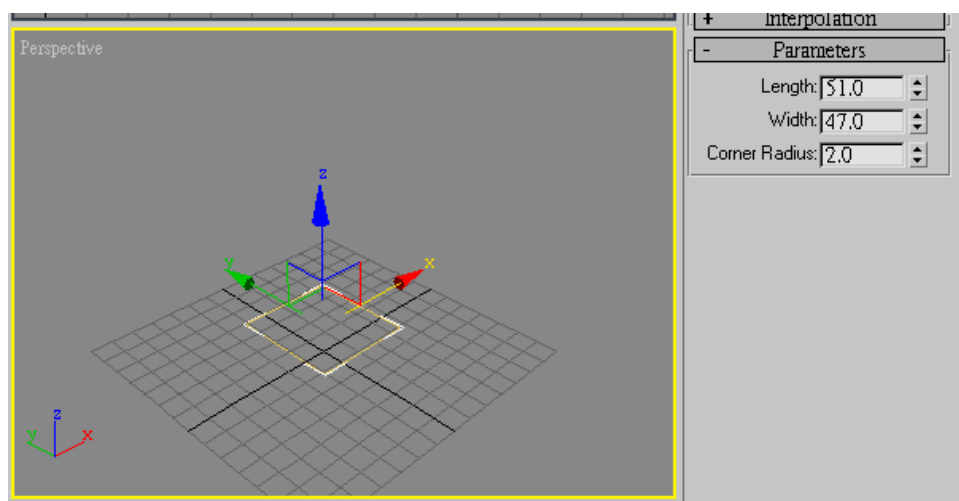 Perspective
z
y
x
z
y
x
+ Interpolation
- Parameters
Length: 51.0
Width: 47.0
Corner Radius: 2.0